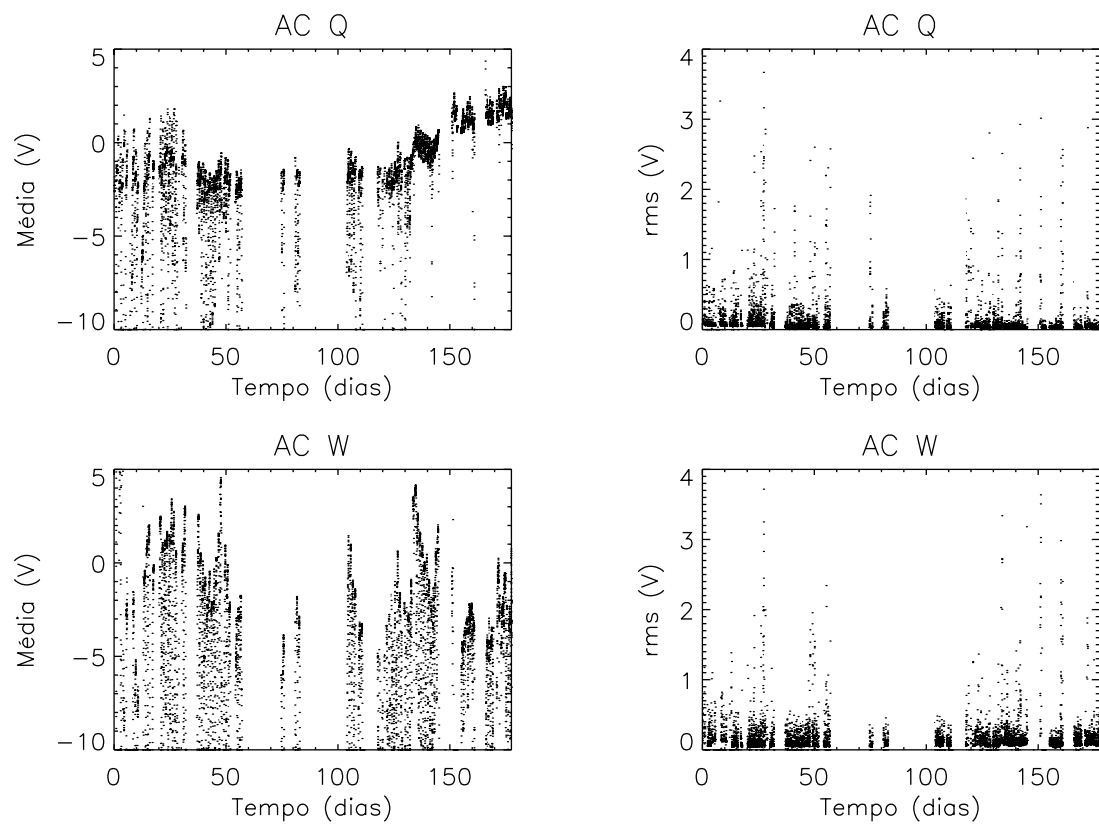 AC Q
5
0
−5
−10
Média (V)
0 50 100 150
Tempo (dias)
AC Q
4
3
2
1
0
rms (V)
0 50 100 150
Tempo (dias)
AC W
5
0
−5
−10
Média (V)
0 50 100 150
Tempo (dias)
AC W
4
3
2
1
0
rms (V)
0 50 100 150
Tempo (dias)